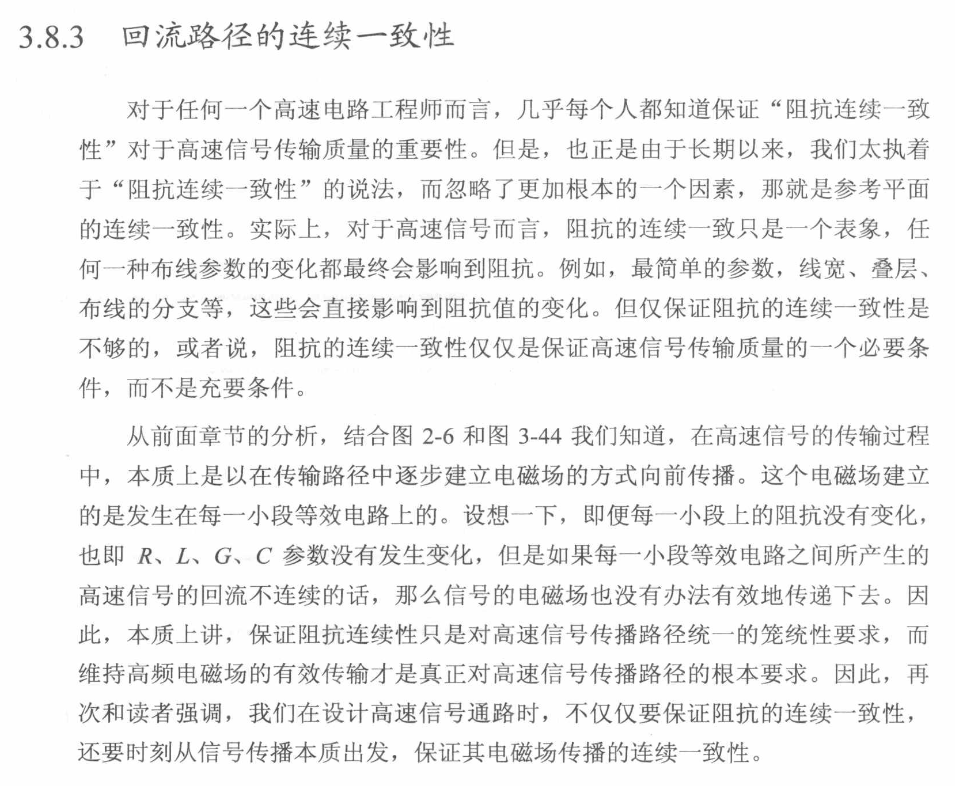 3.8.3 回流路径的连续一致性
对于任何一个高速电路工程师而言，几乎每个人都知道保证“阻抗连续一致
性”对于高速信号传输质量的重要性。但是，也正是由于长期以来，我们太执着
于“阻抗连续一致性”的说法，而忽略了更加根本的一个因素，那就是参考平面
的连续一致性。实际上，对于高速信号而言，阻抗的连续一致只是一个表象，任
何一种布线参数的变化都最终会影响到阻抗。例如，最简单的参数，线宽、叠层、
布线的分支等，这些会直接影响到阻抗值的变化。但仅保证阻抗的连续一致性是
不够的，或者说，阻抗的连续一致性仅仅是保证高速信号传输质量的一个必要条
件，而不是充要条件。
从前面章节的分析，结合图 2-6 和图 3-44 我们知道，在高速信号的传输过程
中，本质上是以在传输路径中逐步建立电磁场的方式向前传播。这个电磁场建立
的是发生在每一小段等效电路上的。设想一下，即便每一小段上的阻抗没有变化，
也即 R、L、G、C 参数没有发生变化，但是如果每一小段等效电路之间所产生的
高速信号的回流不连续的话，那么信号的电磁场也没有办法有效地传递下去。因
此，本质上讲，保证阻抗连续性只是对高速信号传播路径统一的笼统性要求，而
维持高频电磁场的有效传输才是真正对高速信号传播路径的根本要求。因此，再
次和读者强调，我们在设计高速信号通路时，不仅仅要保证阻抗的连续一致性，
还要时刻从信号传播本质出发，保证其电磁场传播的连续一致性。